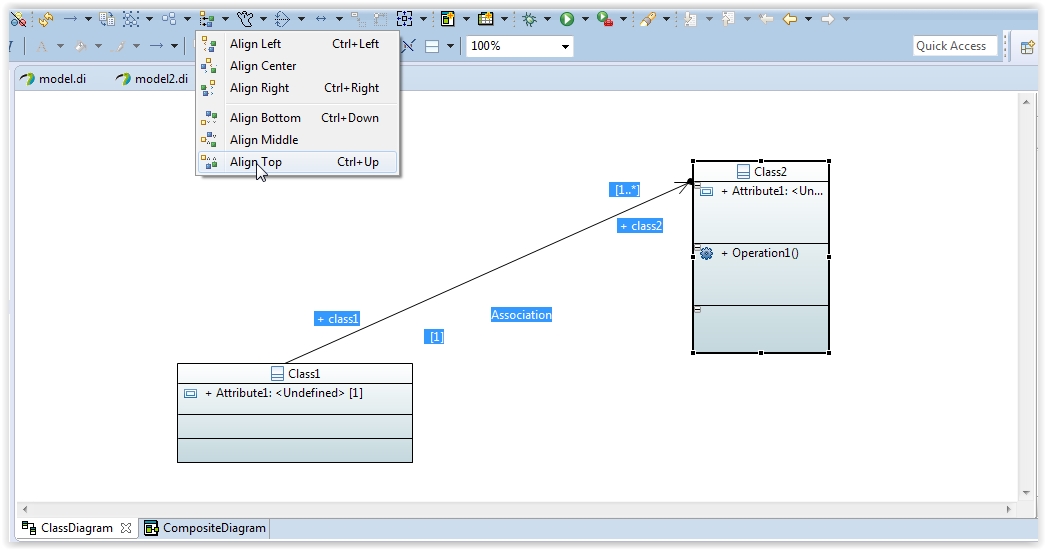 100%
Quick Access
model.di
model2.di
Align Left Ctrl+Left
Align Center
Align Right Ctrl+Right
Align Bottom Ctrl+Down
Align Middle
Align Top Ctrl+Up
Class2
+ Attribute1: <Un...
+ Operation1()
[1..*]
+ class2
Association
+ class1
[1]
Class1
+ Attribute1: <Undefined> [1]
ClassDiagram
CompositeDiagram